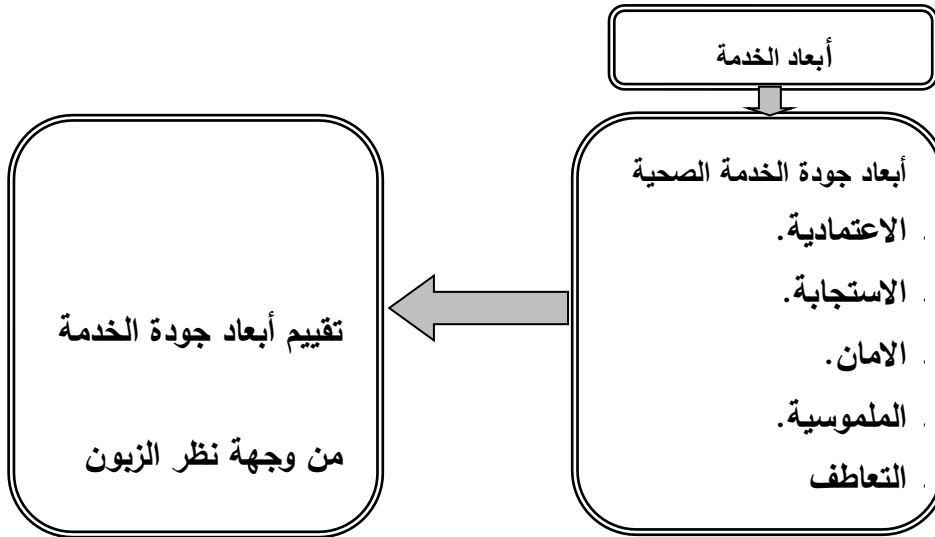 أبعاد الخدمة
أبعاد جودة الخدمة الصحية
. الاعتمادية.
. الاستجابة.
. الامان.
. الملموسية.
. التعاطف
تقييم أبعاد جودة الخدمة
من وجهة نظر الزبون